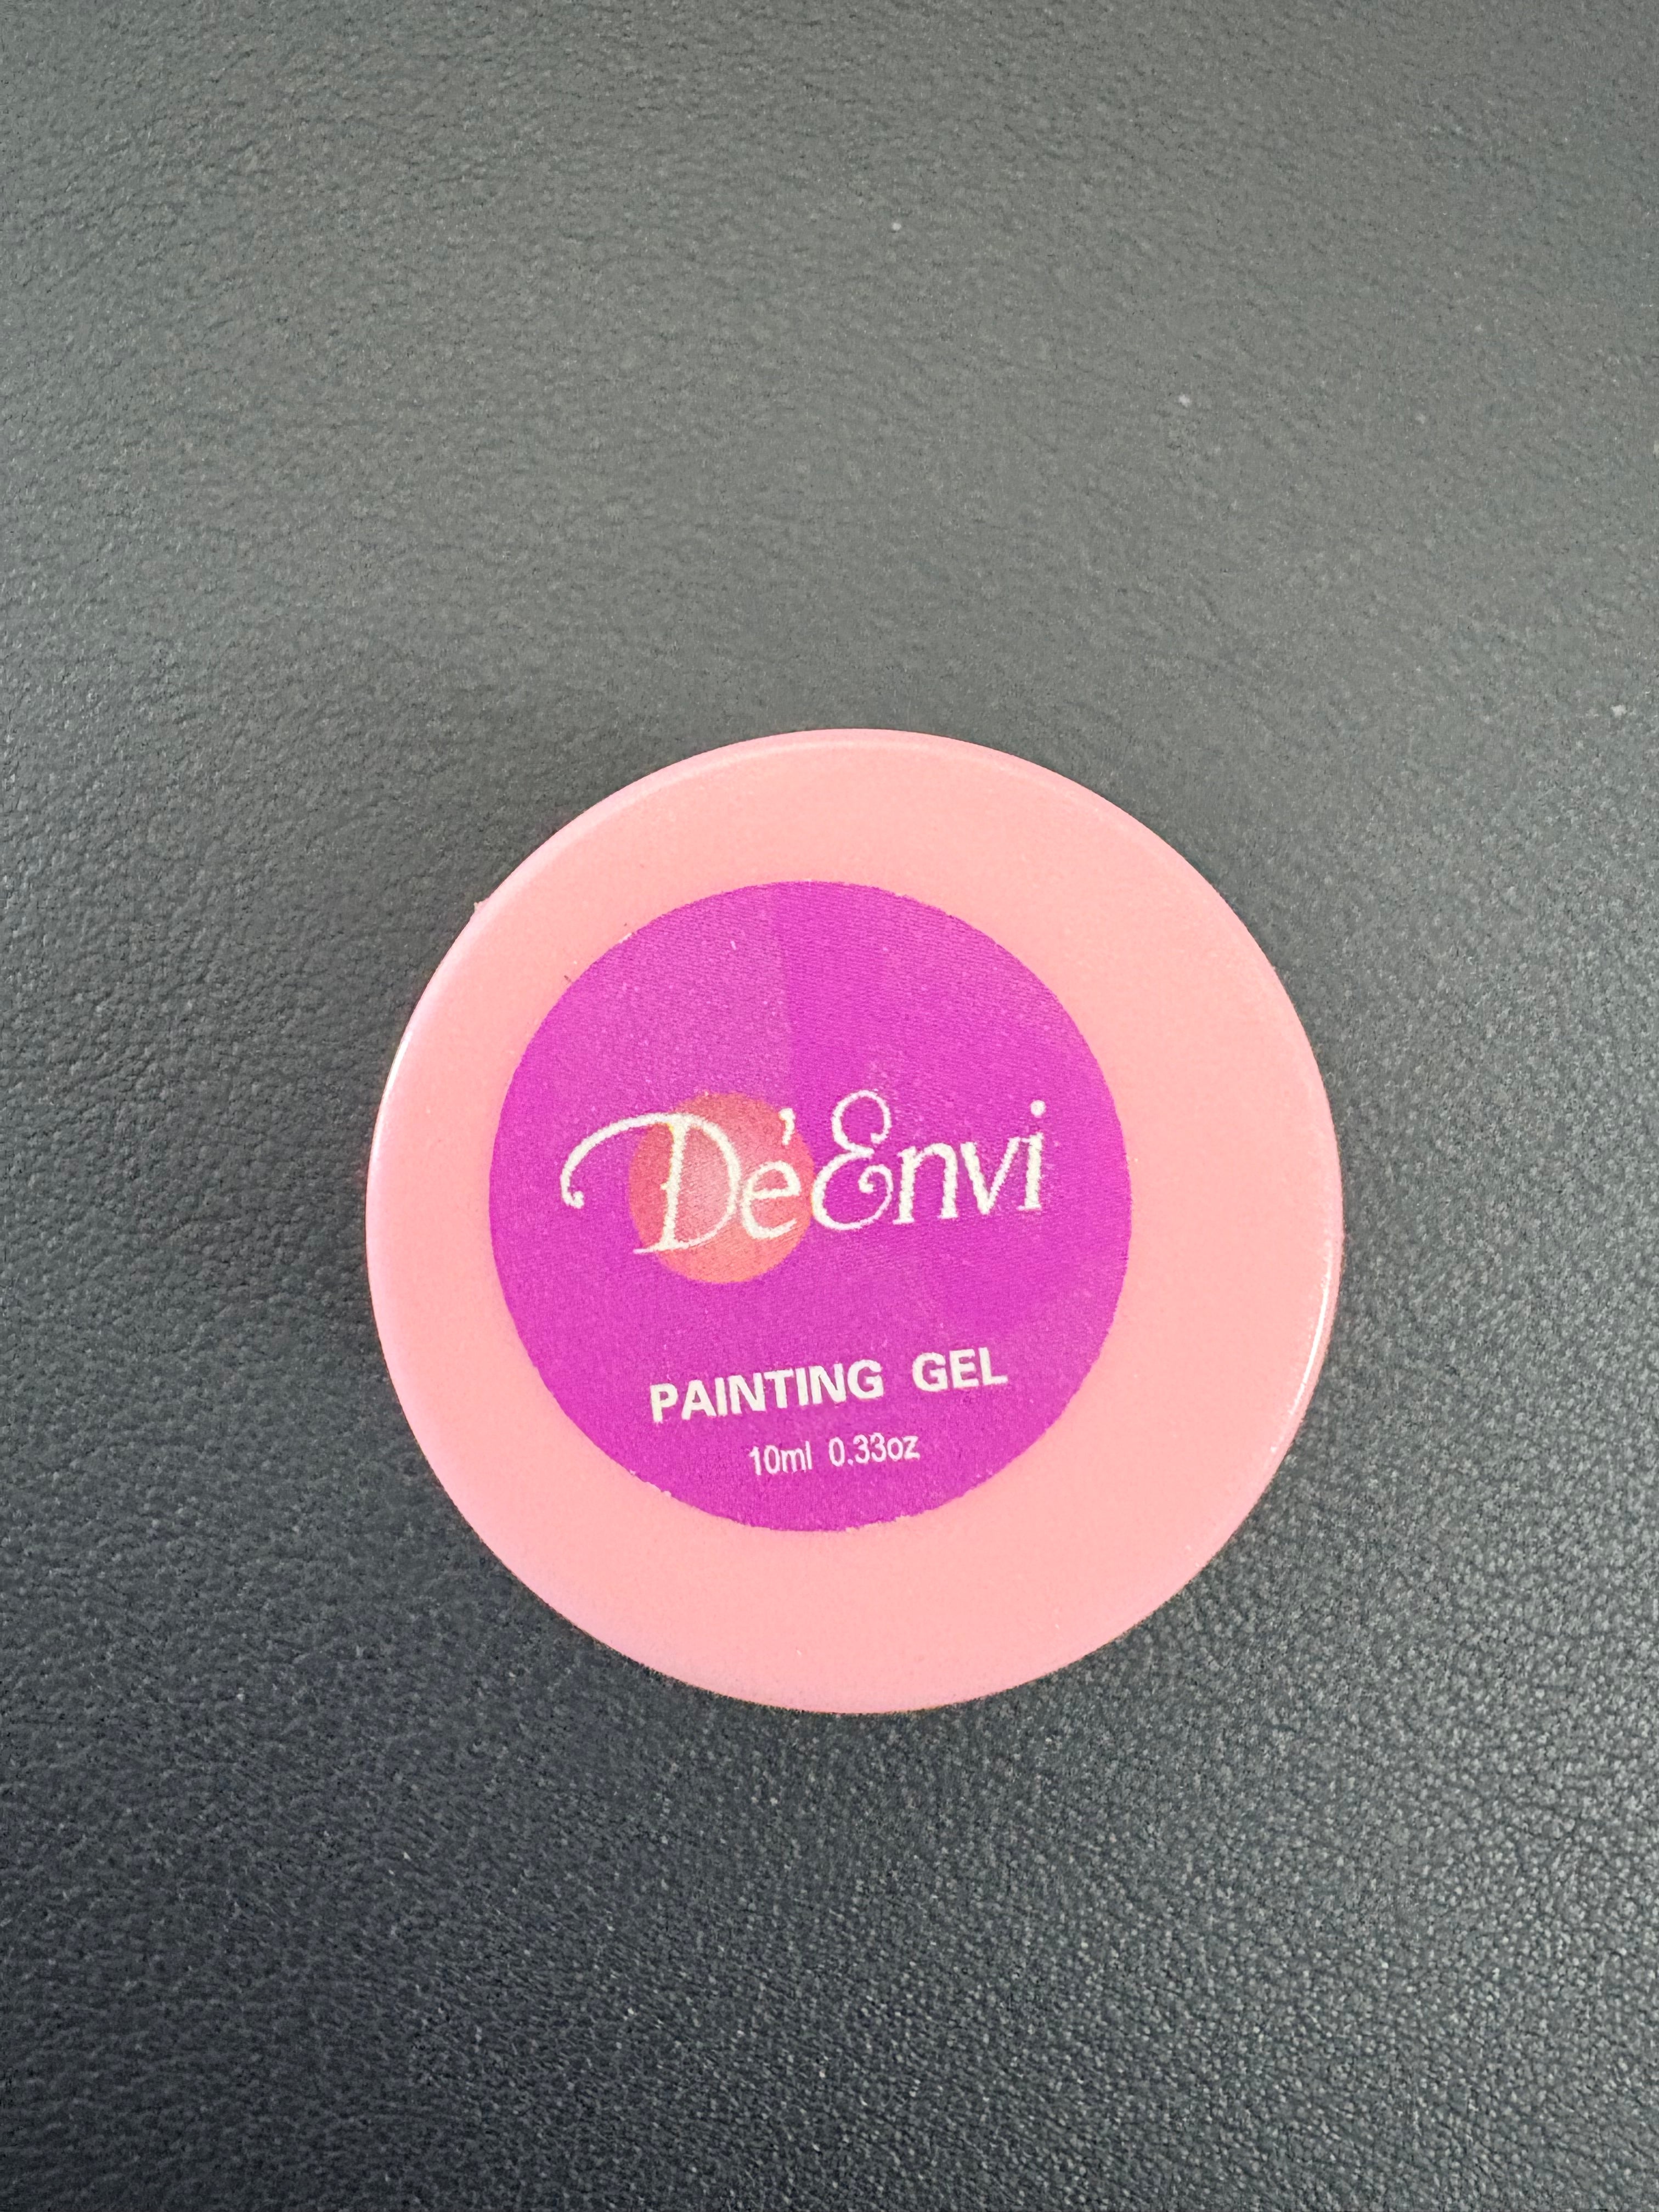 De'Envi
PAINTING GEL
10ml 0.33oz